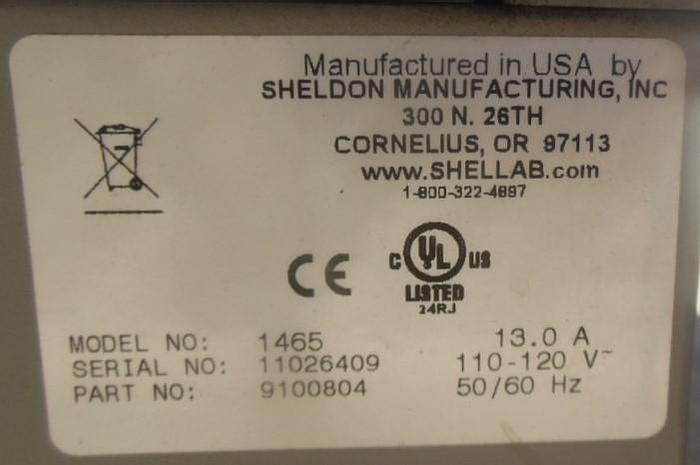 Manufactured in USA by
SHELDON MANUFACTURING, INC
300 N. 26TH
CORNELIUS, OR 97113
www.SHELLAB.com
1-800-322-4897
CE
C UL US
LISTED
24RJ
MODEL NO: 1465 13.0 A
SERIAL NO: 11026409 110-120 V~
PART NO: 9100804 50/60 Hz